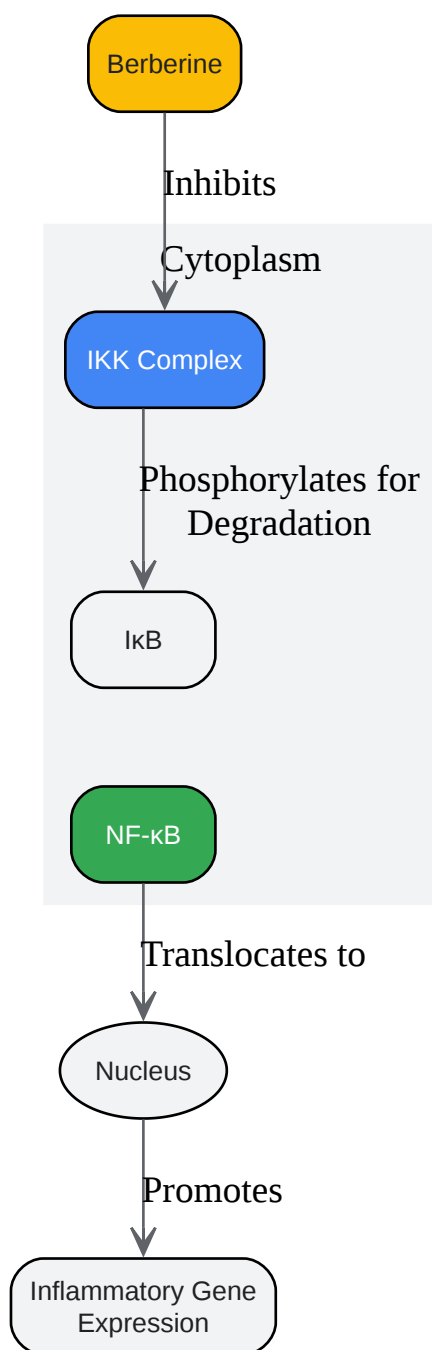 Berberine
Inhibits
Cytoplasm
IKK Complex
Phosphorylates for
Degradation
IκB
NF-κB
Translocates to
Nucleus
Promotes
Inflammatory Gene
Expression